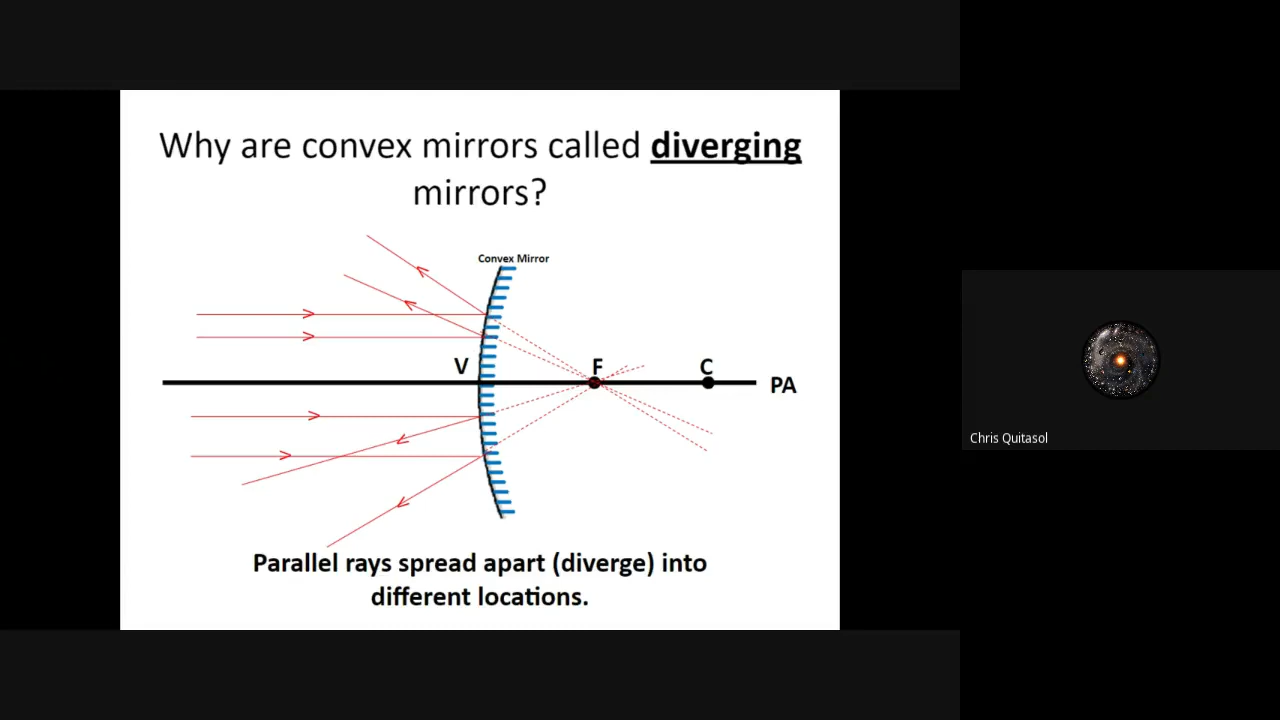 Why are convex mirrors called diverging
mirrors?
Convex Mirror
V
F
C
PA
Parallel rays spread apart (diverge) into
different locations.
Chris Quitasol